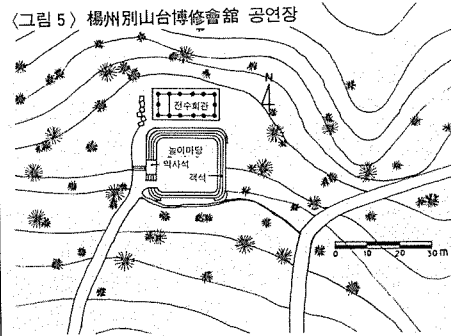 〈그림 5〉 楊州別山台博修會舘 공연장
N
전수회관
놀이마당
악사석
객석
0 10 20 30 m